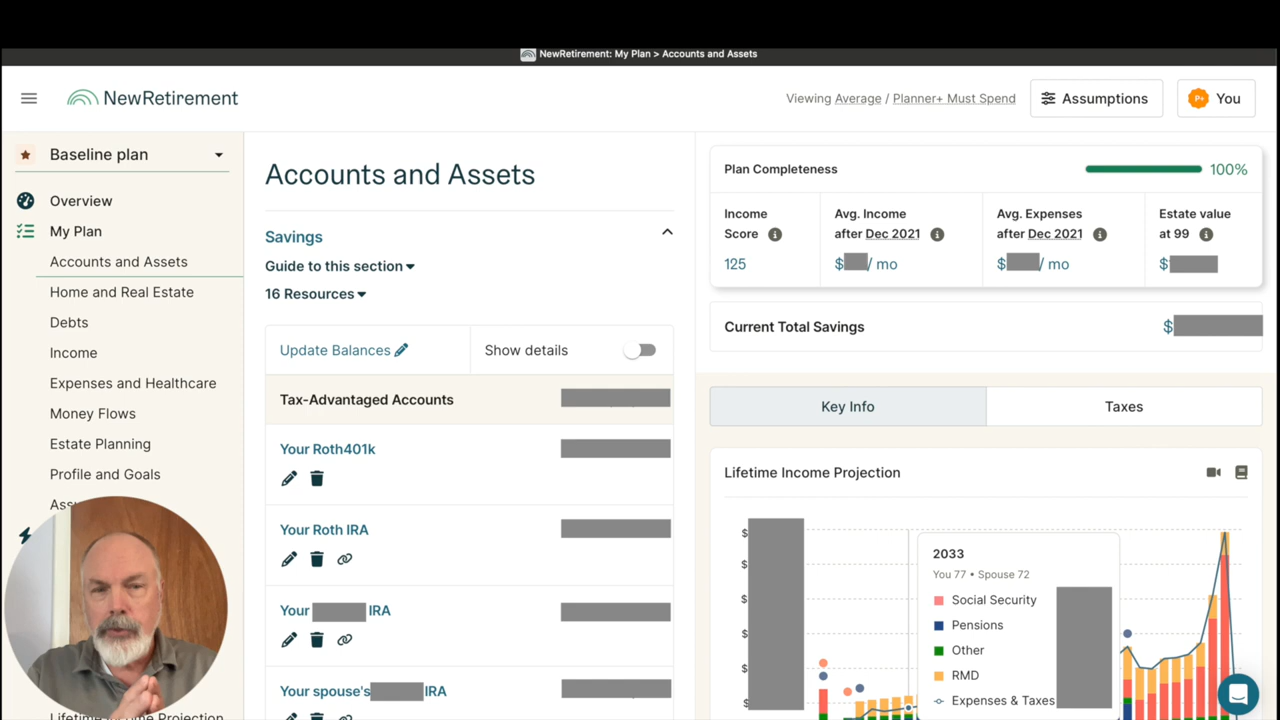 NewRetirement: My Plan > Accounts and Assets
NewRetirement
Viewing Average / Planner+ Must Spend
Assumptions
P+ You
Baseline plan
Overview
My Plan
Accounts and Assets
Home and Real Estate
Debts
Income
Expenses and Healthcare
Money Flows
Estate Planning
Profile and Goals
Lifetime Income Projection
Accounts and Assets
Savings
Guide to this section
16 Resources
Update Balances
Show details
Tax-Advantaged Accounts
Your Roth401k
Your Roth IRA
Your IRA
Your spouse's IRA
Plan Completeness
100%
Income
Score
125
Avg. Income
after Dec 2021
$ / mo
Avg. Expenses
after Dec 2021
$ / mo
Estate value
at 99
$
Current Total Savings
$
Key Info
Taxes
Lifetime Income Projection
$
$
$
$
$
$
2033
You 77 • Spouse 72
Social Security
Pensions
Other
RMD
Expenses & Taxes